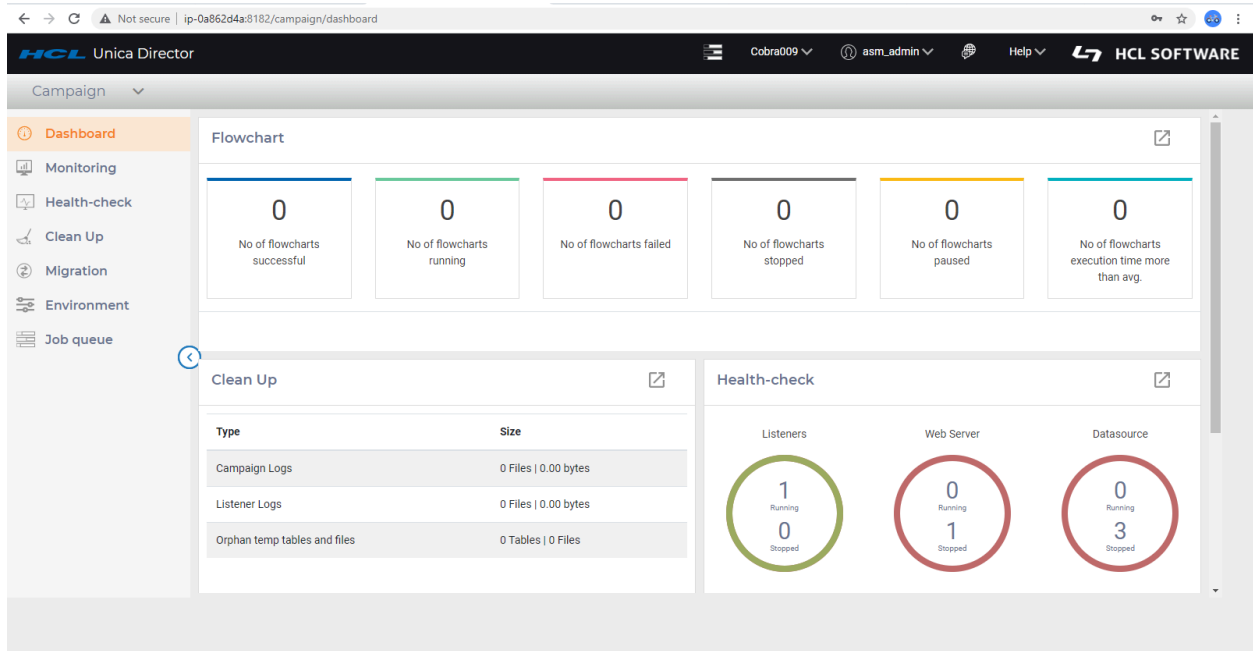 Not secure | ip-0a862d4a:8182/campaign/dashboard
HCL Unica Director
Cobra009
asm_admin
Help
HCL SOFTWARE
Campaign
Dashboard
Monitoring
Health-check
Clean Up
Migration
Environment
Job queue
Flowchart
0
No of flowcharts
successful
0
No of flowcharts
running
0
No of flowcharts failed
0
No of flowcharts
stopped
0
No of flowcharts
paused
0
No of flowcharts
execution time more
than avg.
Clean Up
Type Size
Campaign Logs 0 Files | 0.00 bytes
Listener Logs 0 Files | 0.00 bytes
Orphan temp tables and files 0 Tables | 0 Files
Health-check
Listeners
1
Running
0
Stopped
Web Server
0
Running
1
Stopped
Datasource
0
Running
3
Stopped